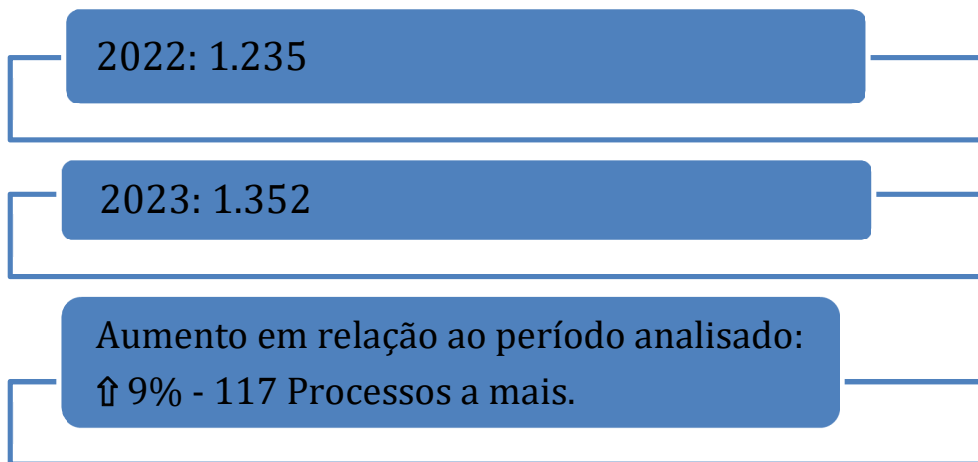 2022: 1.235
2023: 1.352
Aumento em relação ao período analisado:
⇧ 9% - 117 Processos a mais.